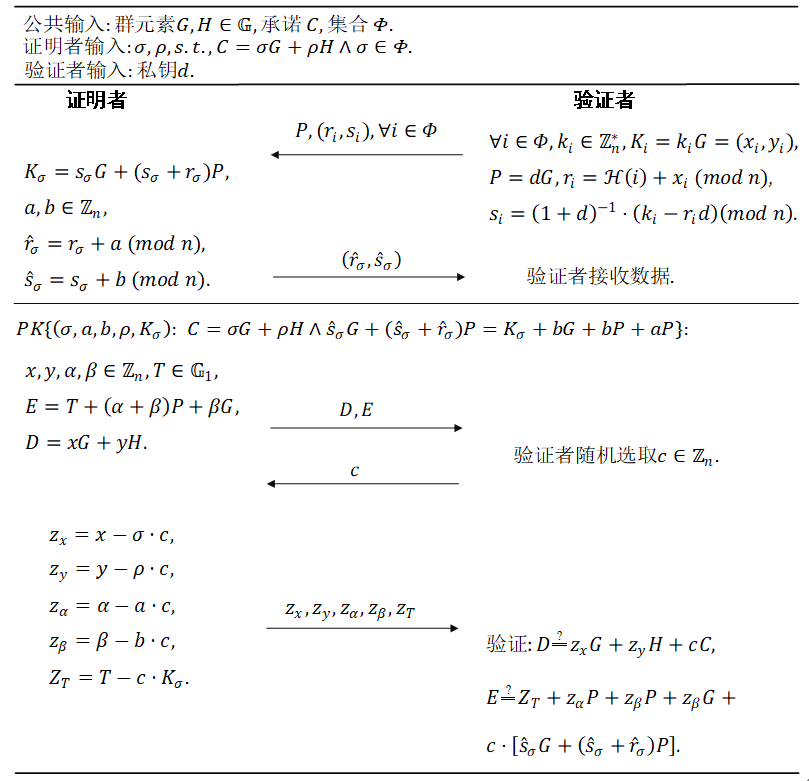 公共输入: 群元素G, H ∈ 𝔾, 承诺 C, 集合 Φ.
证明者输入:σ, ρ, s.t., C = σG + ρH ∧ σ ∈ Φ.
验证者输入: 私钥d.
证明者 验证者
P, (r_i, s_i), ∀i ∈ Φ
∀i ∈ Φ, k_i ∈ ℤ_n^*, K_i = k_iG = (x_i, y_i),
K_σ = s_σG + (s_σ + r_σ)P,
P = dG, r_i = ℋ(i) + x_i (mod n),
a, b ∈ ℤ_n,
s_i = (1 + d)^{-1} · (k_i − r_id)(mod n).
r̂_σ = r_σ + a (mod n),
ŝ_σ = s_σ + b (mod n).
(r̂_σ, ŝ_σ)
验证者接收数据.
PK{(σ, a, b, ρ, K_σ): C = σG + ρH ∧ ŝ_σG + (ŝ_σ + r̂_σ)P = K_σ + bG + bP + aP}:
x, y, α, β ∈ ℤ_n, T ∈ 𝔾_1,
E = T + (α + β)P + βG,
D = xG + yH.
D, E
验证者随机选取c ∈ ℤ_n.
c
z_x = x − σ · c,
z_y = y − ρ · c,
z_α = α − a · c,
z_β = β − b · c,
Z_T = T − c · K_σ.
z_x, z_y, z_α, z_β, z_T
验证: D ≟ z_xG + z_yH + cC,
E ≟ Z_T + z_αP + z_βP + z_βG +
c · [ŝ_σG + (ŝ_σ + r̂_σ)P].